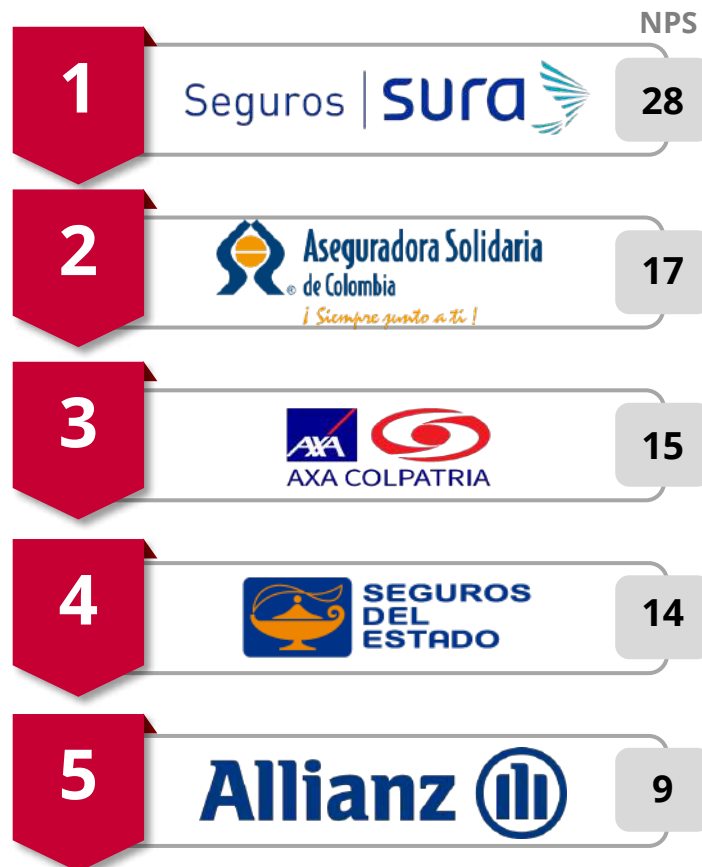 NPS
1
Seguros | sura
28
2
Aseguradora Solidaria
de Colombia
¡ Siempre junto a ti !
17
3
AXA
AXA COLPATRIA
15
4
SEGUROS
DEL
ESTADO
14
5
Allianz
9